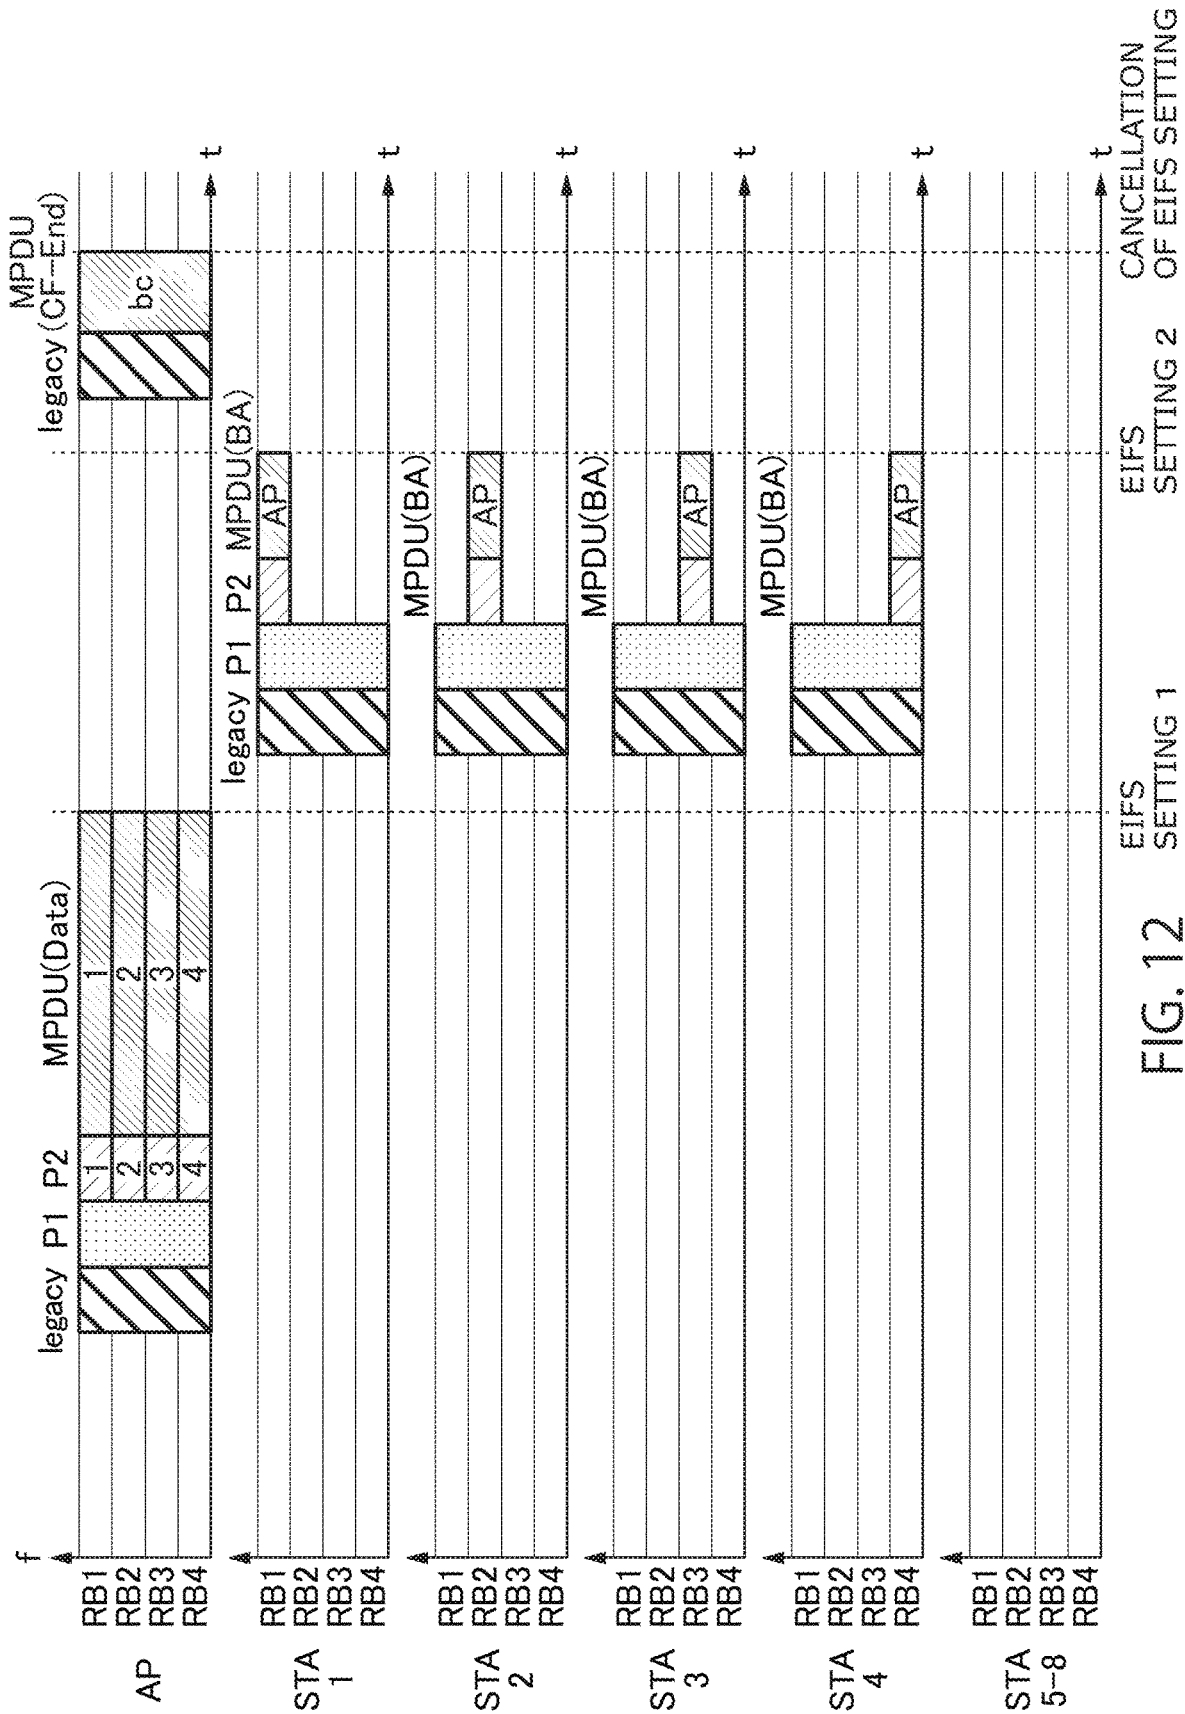 f
MPDU
legacy P1 P2 MPDU(Data) legacy (CF-End)
AP
RB1
RB2
RB3
RB4
1
2
3
4
1
2
3
4
bc
t
legacy P1 P2 MPDU(BA)
STA
1
RB1
RB2
RB3
RB4
AP
t
MPDU(BA)
STA
2
RB1
RB2
RB3
RB4
AP
t
MPDU(BA)
STA
3
RB1
RB2
RB3
RB4
AP
t
MPDU(BA)
STA
4
RB1
RB2
RB3
RB4
AP
t
STA
5-8
RB1
RB2
RB3
RB4
t
EIFS
SETTING 1
EIFS
SETTING 2
CANCELLATION
OF EIFS SETTING
FIG. 12